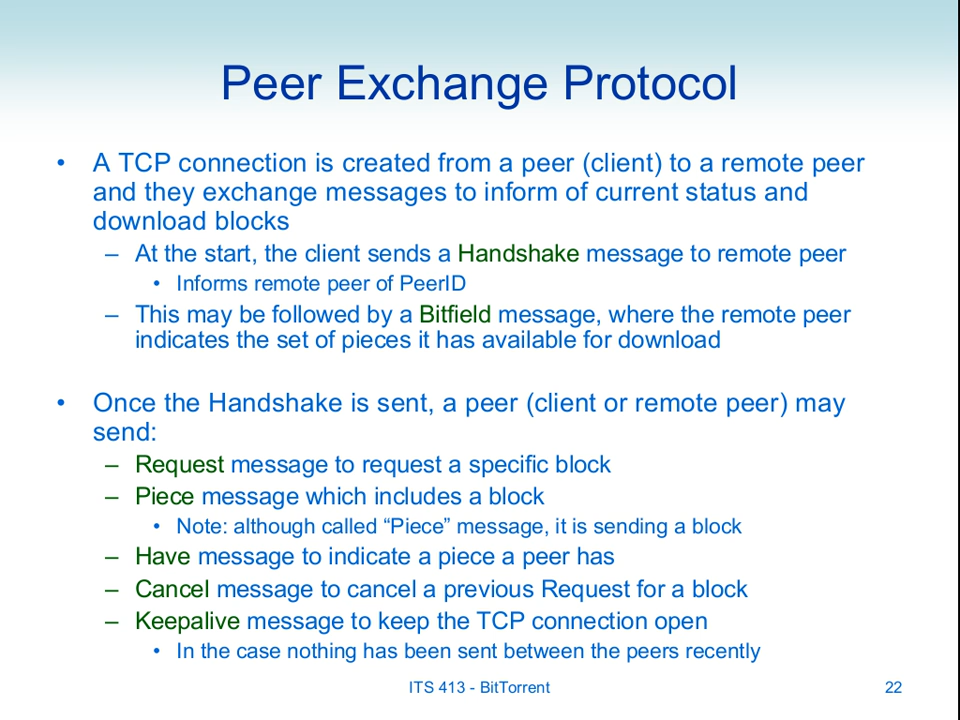 Peer Exchange Protocol
• A TCP connection is created from a peer (client) to a remote peer
and they exchange messages to inform of current status and
download blocks
– At the start, the client sends a Handshake message to remote peer
• Informs remote peer of PeerID
– This may be followed by a Bitfield message, where the remote peer
indicates the set of pieces it has available for download
• Once the Handshake is sent, a peer (client or remote peer) may
send:
– Request message to request a specific block
– Piece message which includes a block
• Note: although called “Piece” message, it is sending a block
– Have message to indicate a piece a peer has
– Cancel message to cancel a previous Request for a block
– Keepalive message to keep the TCP connection open
• In the case nothing has been sent between the peers recently
ITS 413 - BitTorrent
22